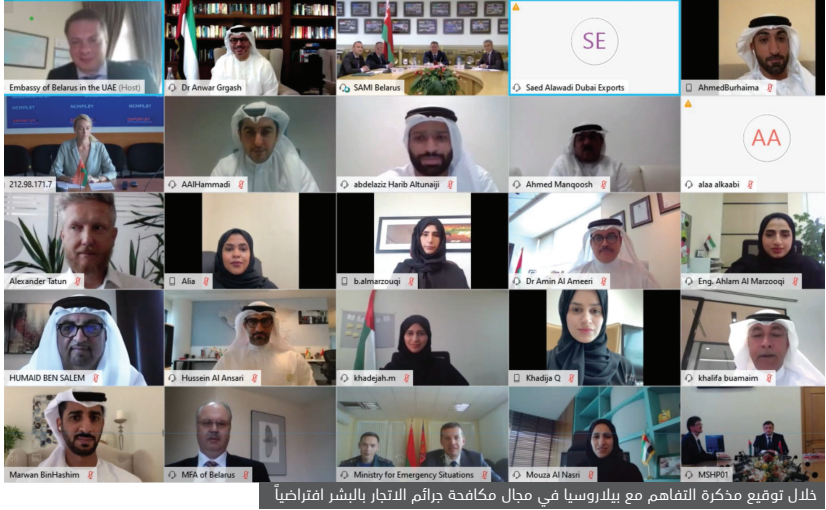 Embassy of Belarus in the UAE (Host)
Dr Anwar Grgash
SAMI Belarus
SE
Saed Alawadi Dubai Exports
AhmedBurhaima
212.98.171.7
AAlHammadi
abdelaziz Harib Altunaiji
Ahmed Manqoosh
AA
alaa alkaabi
Alexander Tatun
Alia
b.almarzouqi
Dr Amin Al Ameeri
Eng. Ahlam Al Marzooqi
HUMAID BEN SALEM
Hussein Al Ansari
khadejah.m
Khadija Q
khalifa buamaim
Marwan BinHashim
MFA of Belarus
Ministry for Emergency Situations
Mouza Al Nasri
MSHP01
خلال توقيع مذكرة التفاهم مع بيلاروسيا في مجال مكافحة جرائم الاتجار بالبشر افتراضياً